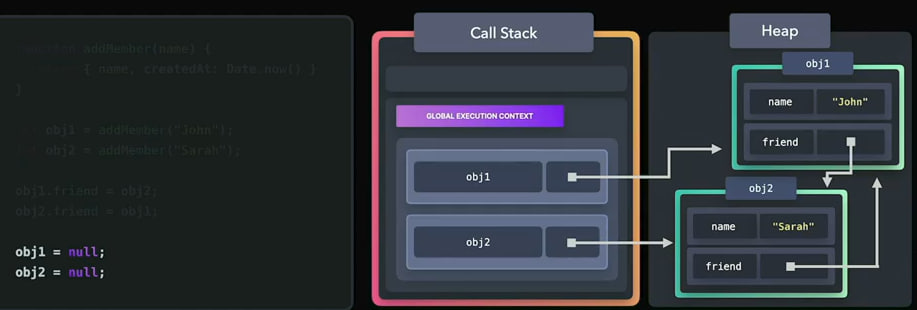 function addMember(name) {
{ name, createdAt: Date.now() }
}
obj1 = addMember("John");
obj2 = addMember("Sarah");
obj1.friend = obj2;
obj2.friend = obj1;
obj1 = null;
obj2 = null;
Call Stack
GLOBAL EXECUTION CONTEXT
obj1
obj2
Heap
obj1
name "John"
friend
obj2
name "Sarah"
friend